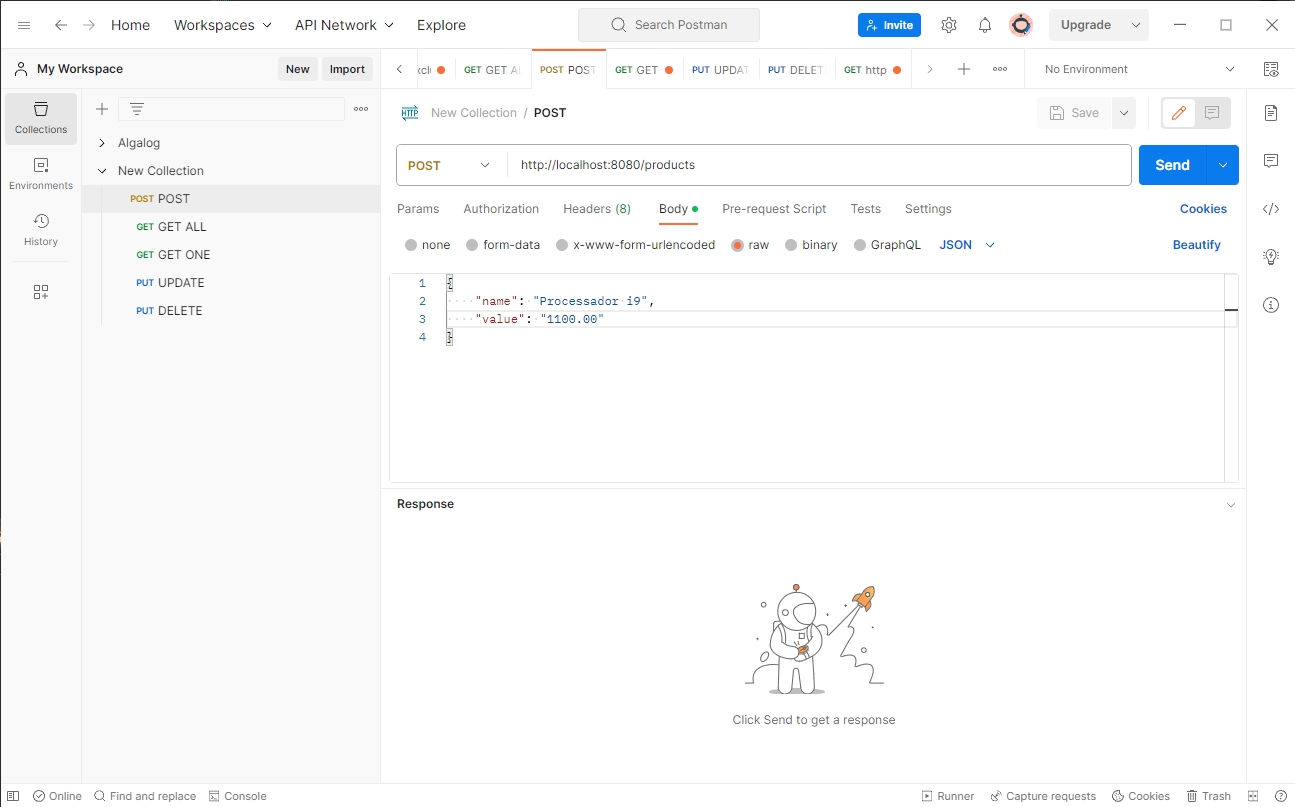 Home Workspaces API Network Explore Search Postman Invite Upgrade
My Workspace New Import GET GET AL POST POST GET GET PUT UPDAT PUT DELET GET http No Environment
Collections
Environments
History
Algalog
New Collection
POST POST
GET GET ALL
GET GET ONE
PUT UPDATE
PUT DELETE
HTTP New Collection / POST Save
POST http://localhost:8080/products Send
Params Authorization Headers (8) Body Pre-request Script Tests Settings Cookies
none form-data x-www-form-urlencoded raw binary GraphQL JSON Beautify
1 {
2 "name": "Processador i9",
3 "value": "1100.00"
4 }
Response
Click Send to get a response
Online Find and replace Console Runner Capture requests Cookies Trash